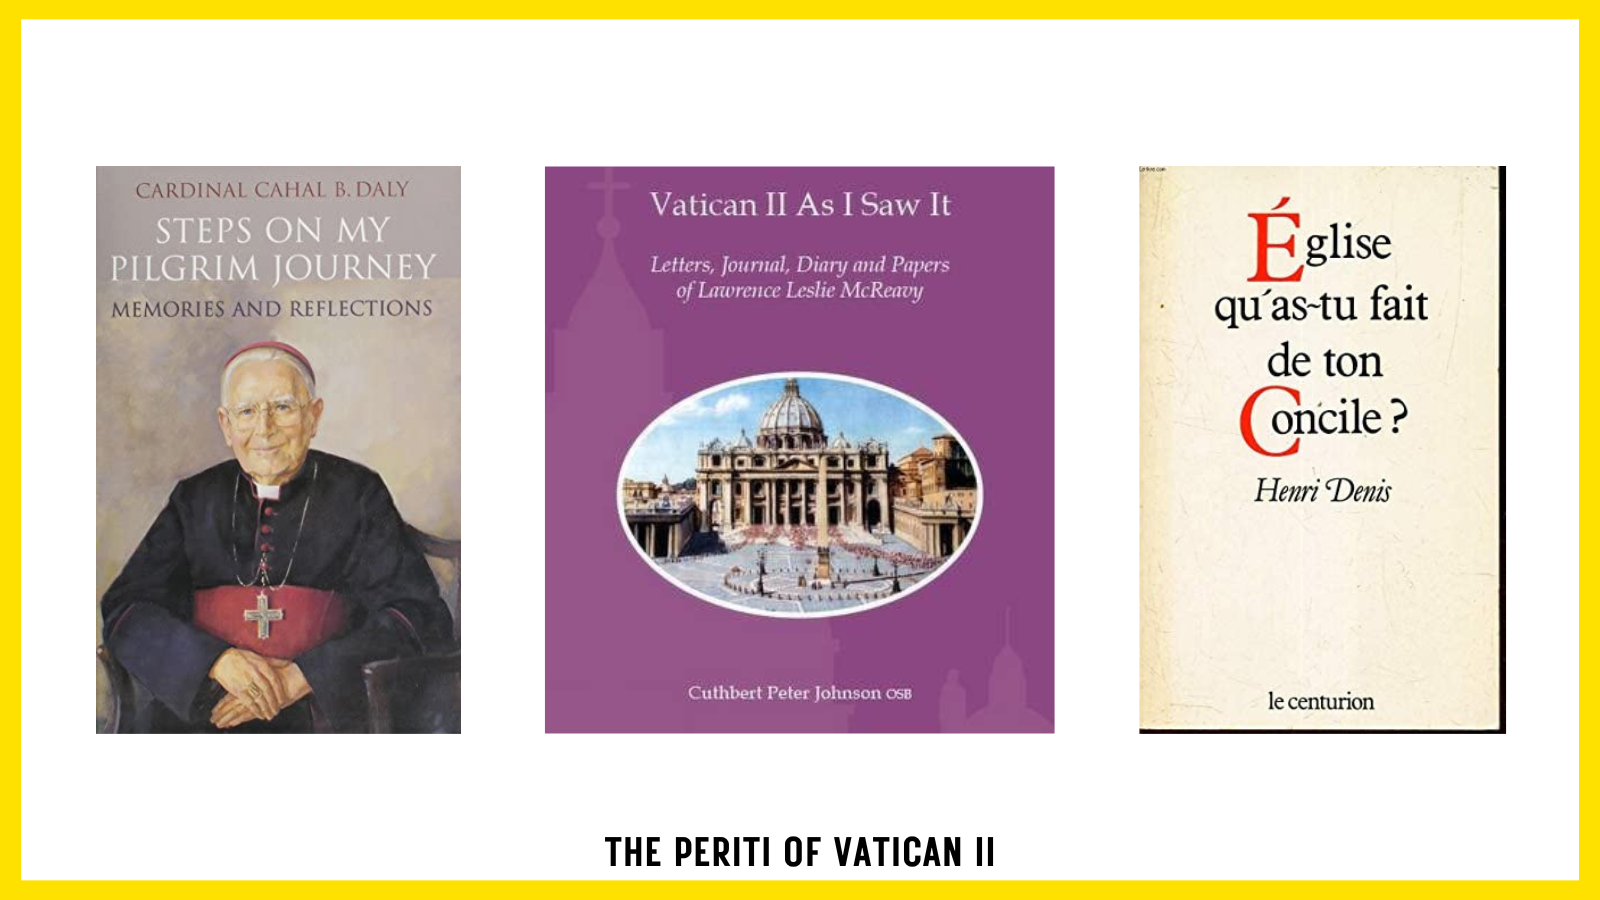 CARDINAL CAHAL B. DALY
STEPS ON MY
PILGRIM JOURNEY
MEMORIES AND REFLECTIONS
Vatican II As I Saw It
Letters, Journal, Diary and Papers
of Lawrence Leslie McReavy
Cuthbert Peter Johnson OSB
Église
qu'as-tu fait
de ton
Concile ?
Henri Denis
le centurion
THE PERITI OF VATICAN II